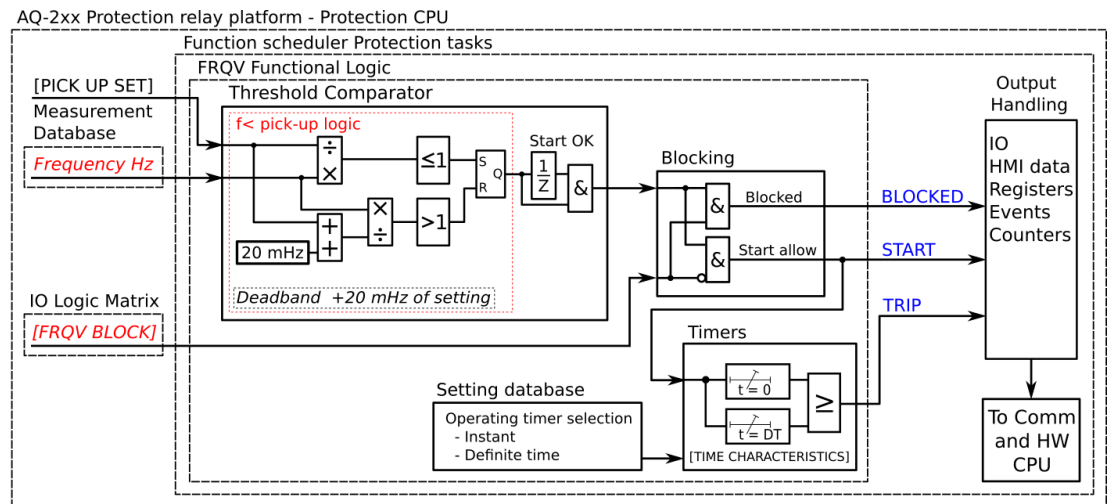 AQ-2xx Protection relay platform - Protection CPU
Function scheduler Protection tasks
FRQV Functional Logic
[PICK UP SET]
Measurement
Database
Frequency Hz
Threshold Comparator
f< pick-up logic
÷
×
≤1
S
Q
R
Start OK
1
Z
&
×
÷
>1
+
+
20 mHz
Deadband +20 mHz of setting
IO Logic Matrix
[FRQV BLOCK]
Blocking
&
Blocked
&
Start allow
BLOCKED
START
TRIP
Timers
t = 0
t = DT
≥
[TIME CHARACTERISTICS]
Setting database
Operating timer selection
- Instant
- Definite time
Output
Handling
IO
HMI data
Registers
Events
Counters
To Comm
and HW
CPU